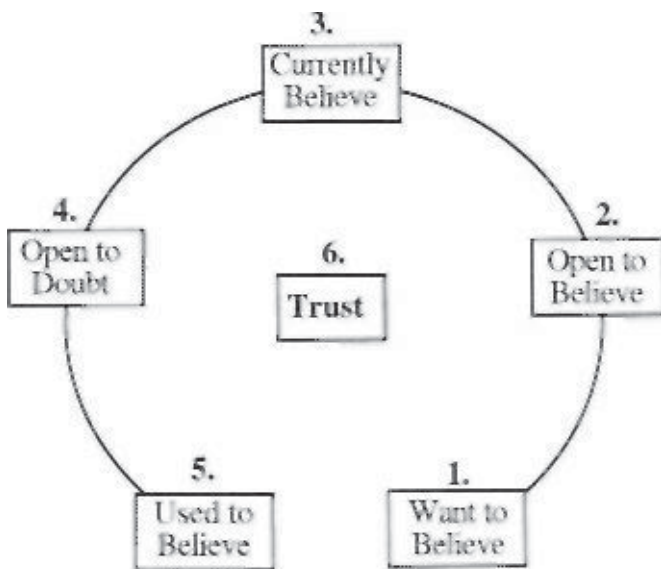 3.
Currently
Believe
4.
Open to
Doubt
6.
Trust
2.
Open to
Believe
5.
Used to
Believe
1.
Want to
Believe